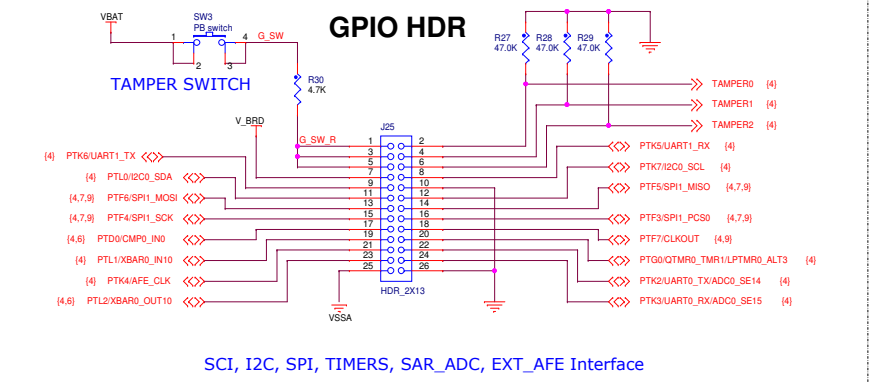 GPIO HDR
VBAT
SW3
PB switch
1
4
G_SW
2
3
TAMPER SWITCH
R30
4.7K
R27
47.0K
R28
47.0K
R29
47.0K
TAMPER0 {4}
TAMPER1 {4}
TAMPER2 {4}
V_BRD
G_SW_R
J25
1 2
3 4
5 6
7 8
9 10
11 12
13 14
15 16
17 18
19 20
21 22
23 24
25 26
HDR_2X13
VSSA
{4} PTK6/UART1_TX
{4} PTL0/I2C0_SDA
{4,7,9} PTF6/SPI1_MOSI
{4,7,9} PTF4/SPI1_SCK
{4,6} PTD0/CMP0_IN0
{4} PTL1/XBAR0_IN10
{4} PTK4/AFE_CLK
{4,6} PTL2/XBAR0_OUT10
PTK5/UART1_RX {4}
PTK7/I2C0_SCL {4}
PTF5/SPI1_MISO {4,7,9}
PTF3/SPI1_PCS0 {4,7,9}
PTF7/CLKOUT {4,9}
PTG0/QTMR0_TMR1/LPTMR0_ALT3 {4}
PTK2/UART0_TX/ADC0_SE14 {4}
PTK3/UART0_RX/ADC0_SE15 {4}
SCI, I2C, SPI, TIMERS, SAR_ADC, EXT_AFE Interface